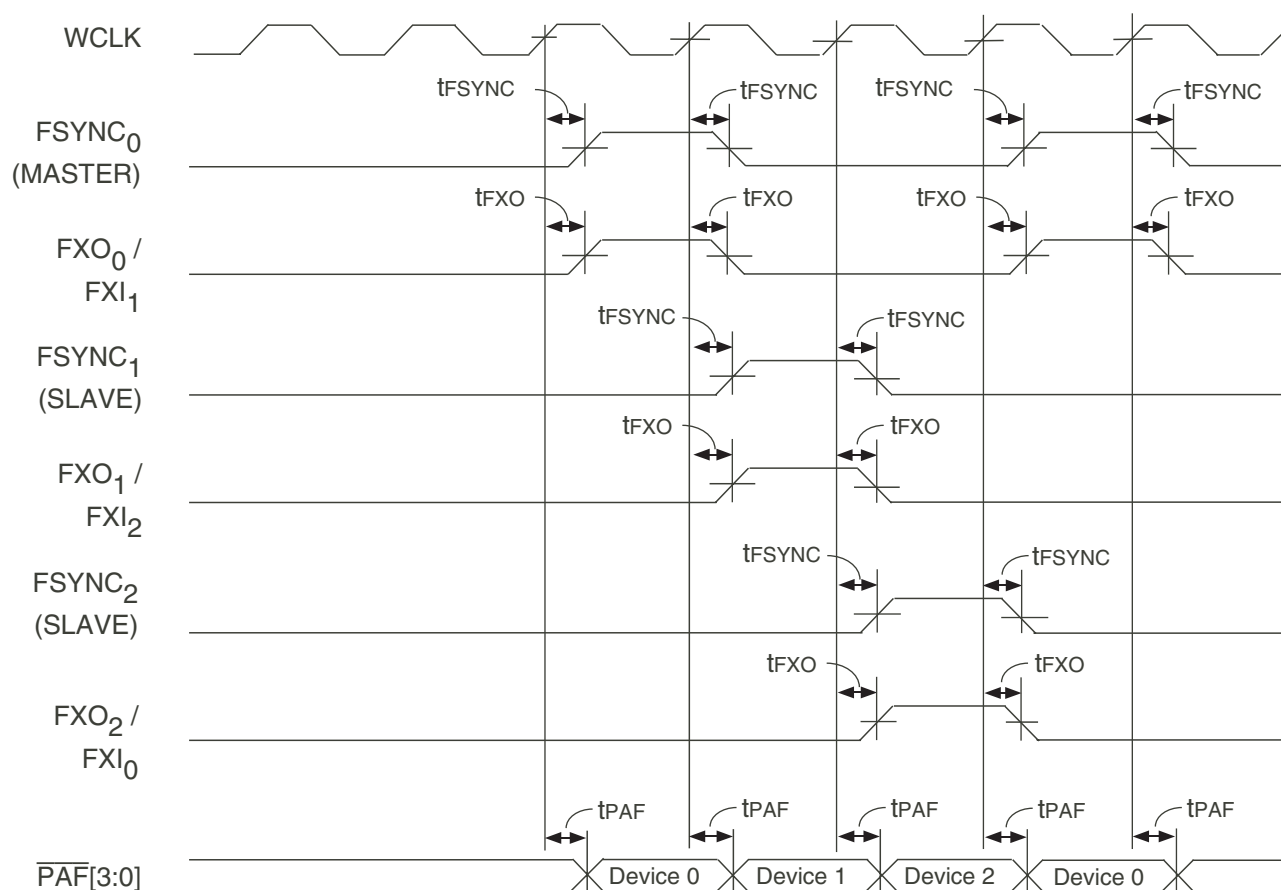 WCLK
tFSYNC tFSYNC tFSYNC tFSYNC
FSYNC0
(MASTER)
tFXO tFXO tFXO tFXO
FXO0 /
FXI1
tFSYNC tFSYNC
FSYNC1
(SLAVE)
tFXO tFXO
FXO1 /
FXI2
tFSYNC tFSYNC
FSYNC2
(SLAVE)
tFXO tFXO
FXO2 /
FXI0
tPAF tPAF tPAF tPAF tPAF
PAF[3:0] Device 0 Device 1 Device 2 Device 0